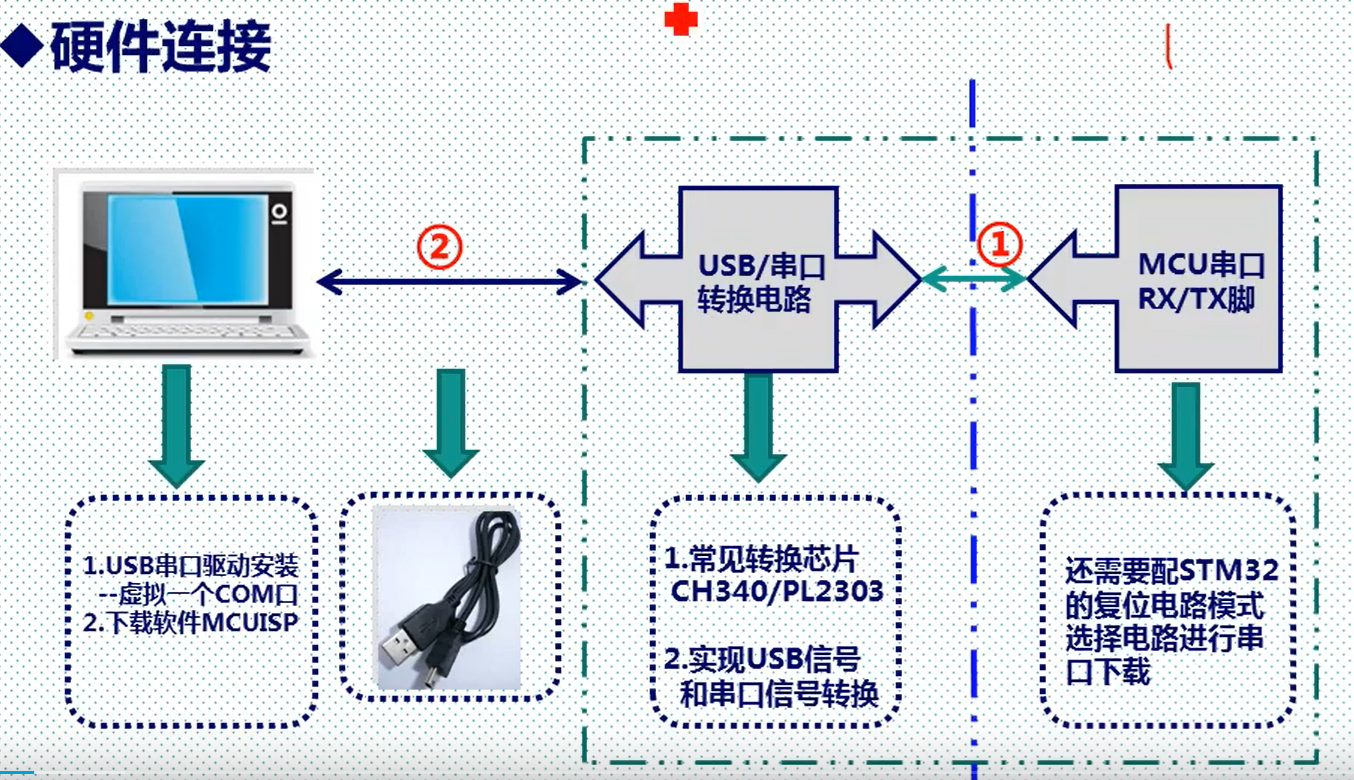 ◆硬件连接
②
①
USB/串口
转换电路
MCU串口
RX/TX脚
1.USB串口驱动安装
--虚拟一个COM口
2.下载软件MCUISP
1.常见转换芯片
CH340/PL2303
2.实现USB信号
和串口信号转换
还需要配STM32
的复位电路模式
选择电路进行串
口下载